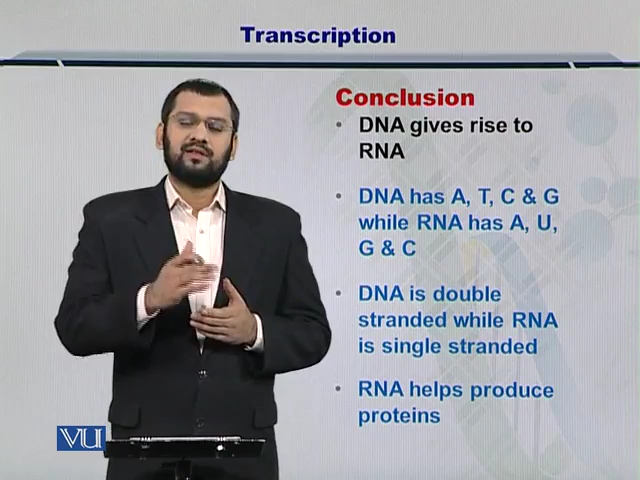 Transcription
Conclusion
• DNA gives rise to
RNA
• DNA has A, T, C & G
while RNA has A, U,
G & C
• DNA is double
stranded while RNA
is single stranded
• RNA helps produce
proteins
VU